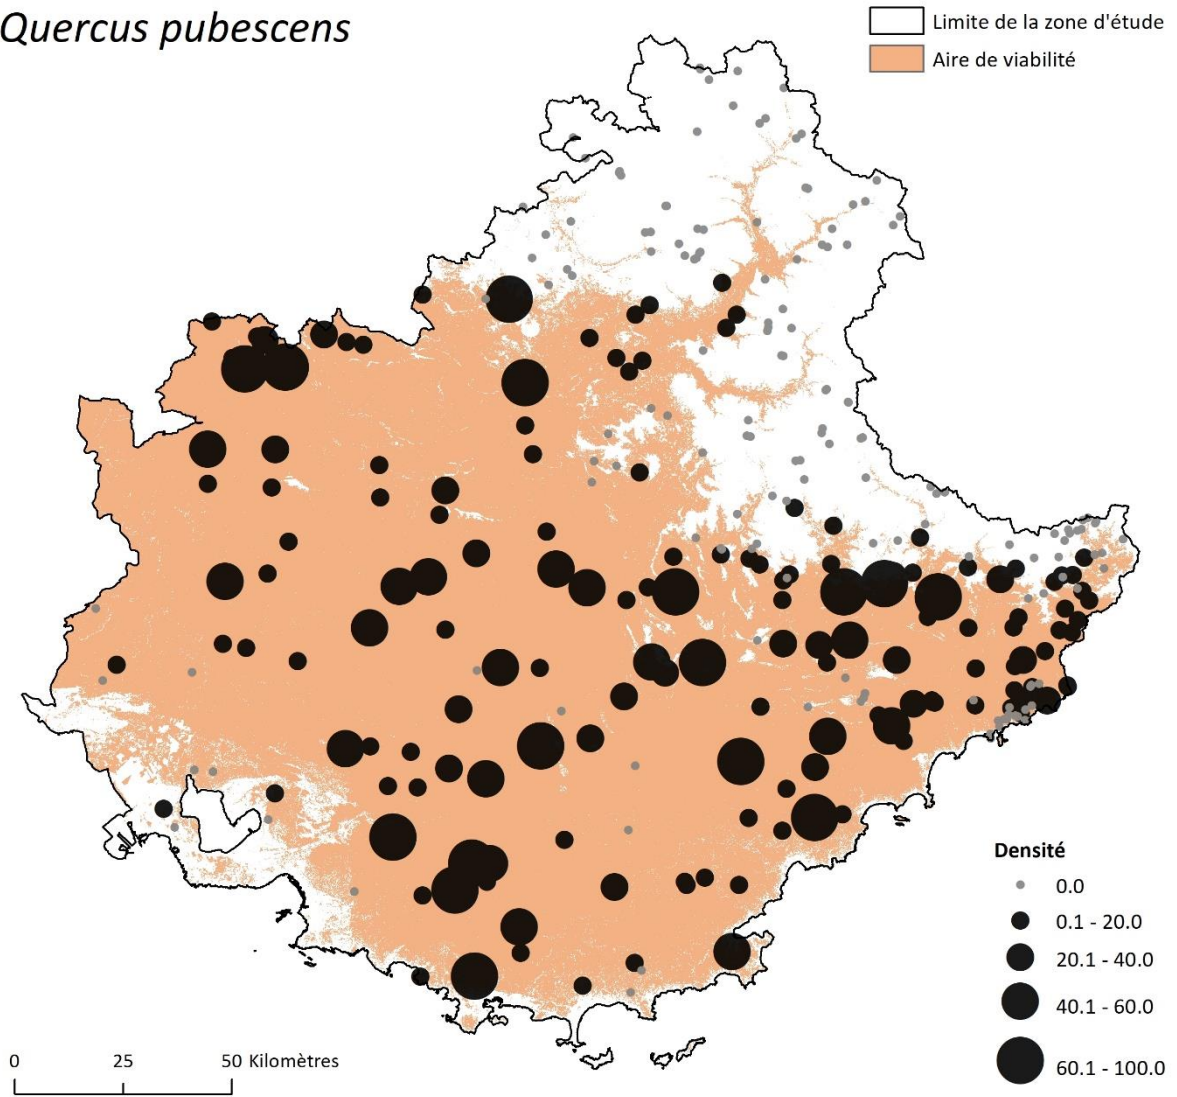 Quercus pubescens
Limite de la zone d'étude
Aire de viabilité
Densité
0.0
0.1 - 20.0
20.1 - 40.0
40.1 - 60.0
60.1 - 100.0
0 25 50 Kilomètres